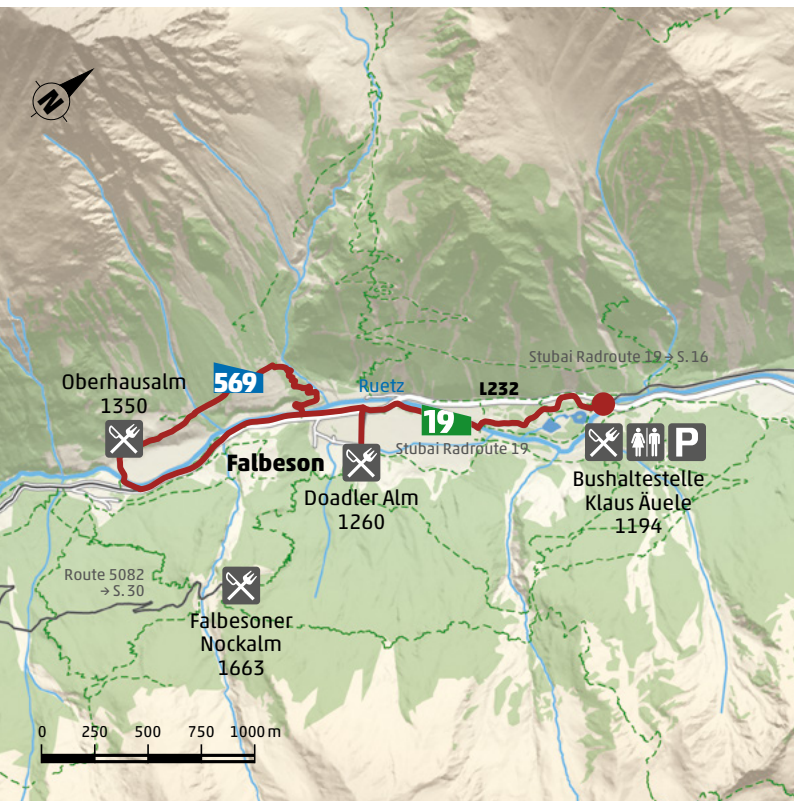 N
Stubai Radroute 19 → S. 16
Oberhausalm
1350
569
Ruetz
L232
19
Stubai Radroute 19
Falbeson
P
Doadler Alm
1260
Bushaltestelle
Klaus Äuele
1194
Route 5082
→ S. 30
Falbesoner
Nockalm
1663
0 250 500 750 1000 m